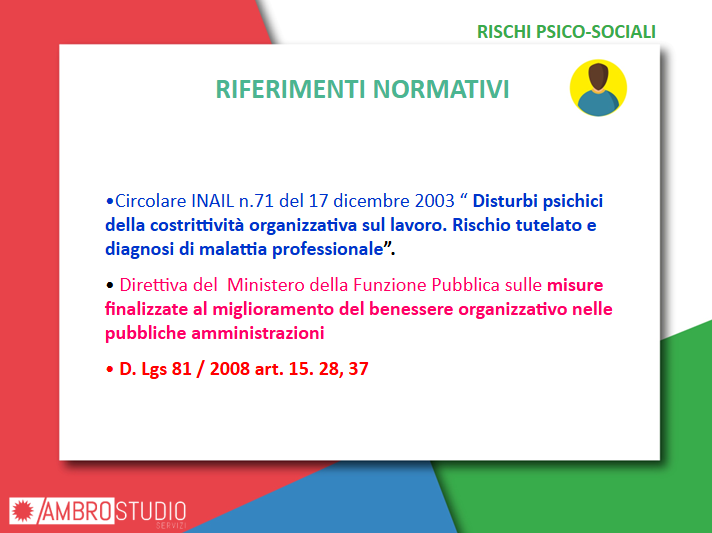 RISCHI PSICO-SOCIALI
RIFERIMENTI NORMATIVI
•Circolare INAIL n.71 del 17 dicembre 2003 “ Disturbi psichici
della costrittività organizzativa sul lavoro. Rischio tutelato e
diagnosi di malattia professionale”.
• Direttiva del  Ministero della Funzione Pubblica sulle misure
finalizzate al miglioramento del benessere organizzativo nelle
pubbliche amministrazioni
• D. Lgs 81 / 2008 art. 15. 28, 37
AMBROSTUDIO
SERVIZI